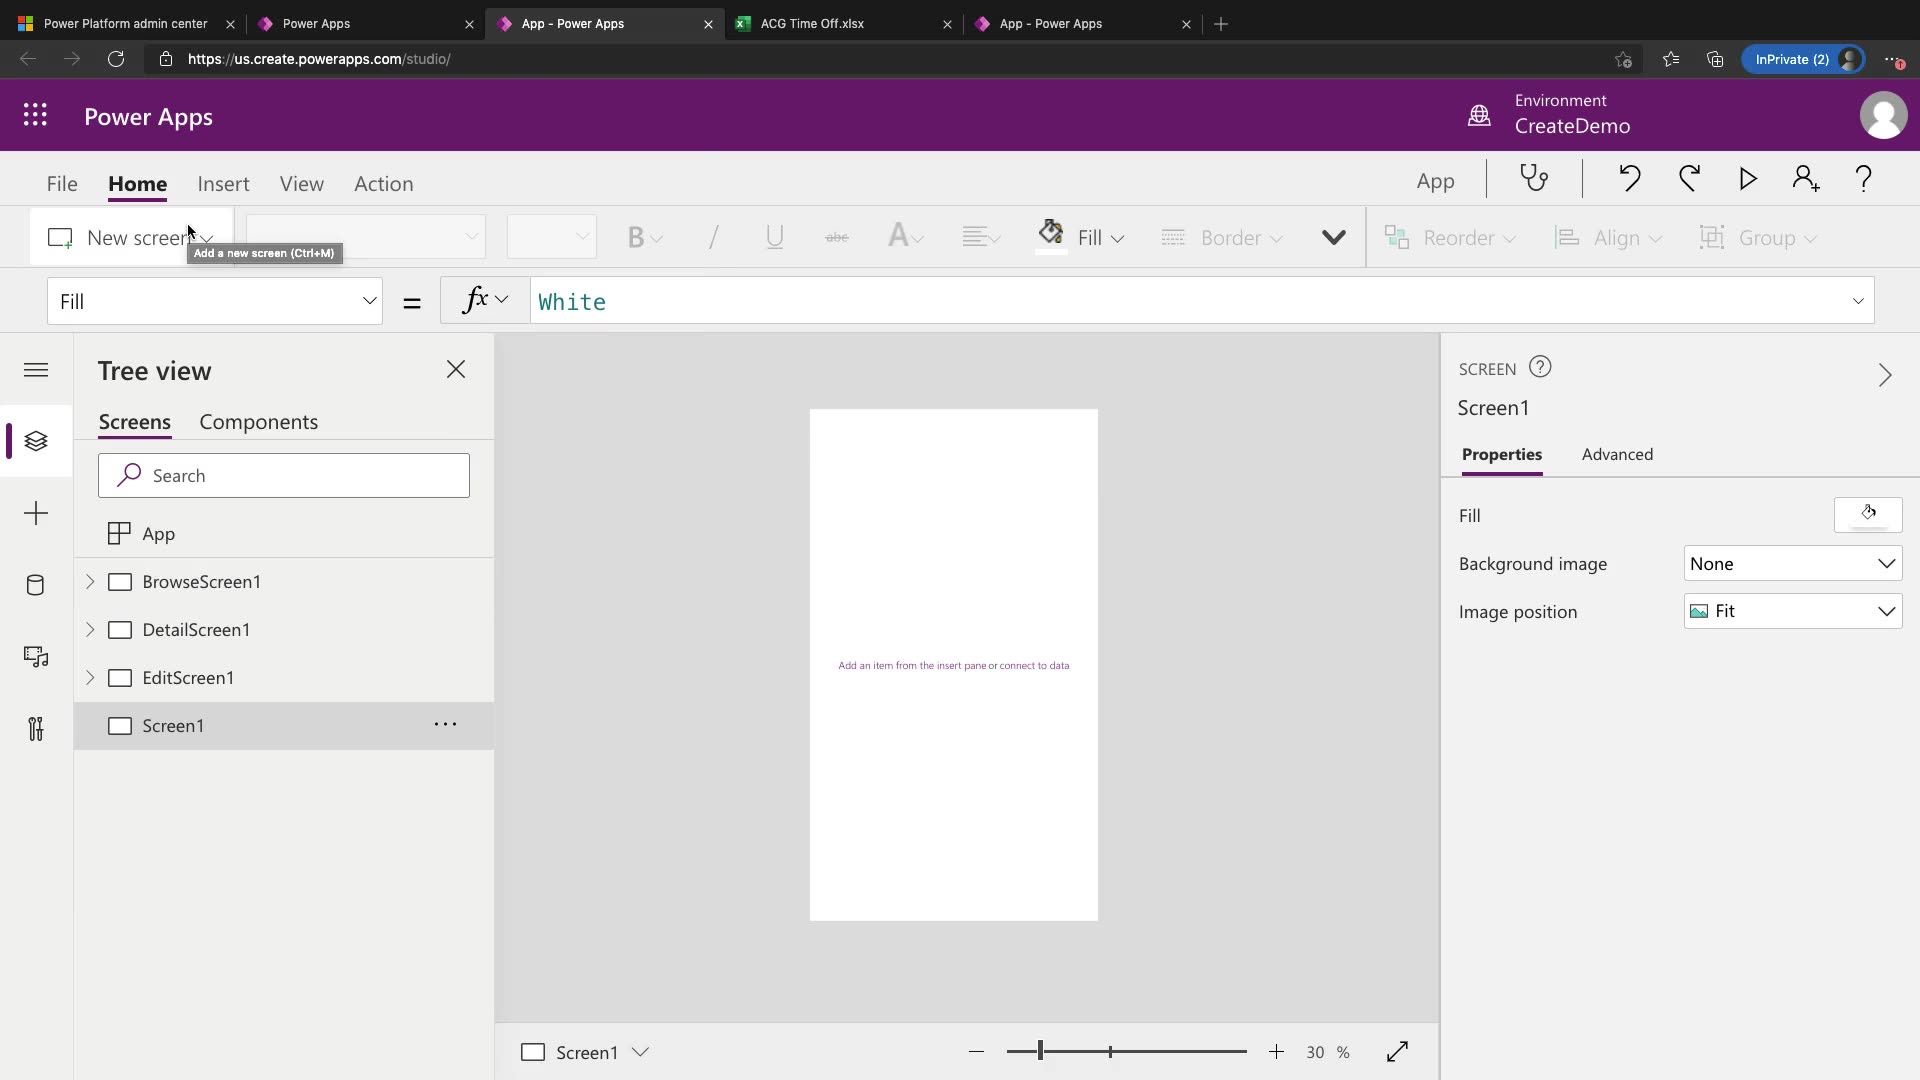 Power Platform admin center
Power Apps
App - Power Apps
ACG Time Off.xlsx
App - Power Apps
https://us.create.powerapps.com/studio/
InPrivate (2)
Power Apps
Environment
CreateDemo
File
Home
Insert
View
Action
App
New screen
Add a new screen (Ctrl+M)
B
/
U
abc
A
Fill
Border
Reorder
Align
Group
Fill
=
fx
White
Tree view
Screens
Components
Search
App
BrowseScreen1
DetailScreen1
EditScreen1
Screen1
Add an item from the insert pane or connect to data
SCREEN
Screen1
Properties
Advanced
Fill
Background image
None
Image position
Fit
Screen1
30 %